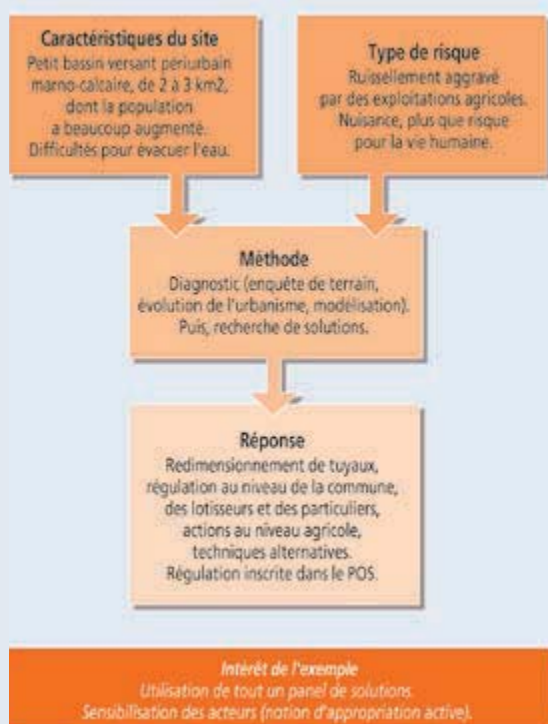 Caractéristiques du site
Petit bassin versant périurbain
marno-calcaire, de 2 à 3 km2,
dont la population
a beaucoup augmenté.
Difficultés pour évacuer l'eau.
Type de risque
Ruissellement aggravé
par des exploitations agricoles.
Nuisance, plus que risque
pour la vie humaine.
Méthode
Diagnostic (enquête de terrain,
évolution de l'urbanisme, modélisation).
Puis, recherche de solutions.
Réponse
Redimensionnement de tuyaux,
régulation au niveau de la commune,
des lotisseurs et des particuliers,
actions au niveau agricole,
techniques alternatives.
Régulation inscrite dans le POS.
Intérêt de l'exemple
Utilisation de tout un panel de solutions.
Sensibilisation des acteurs (notion d'appropriation active).